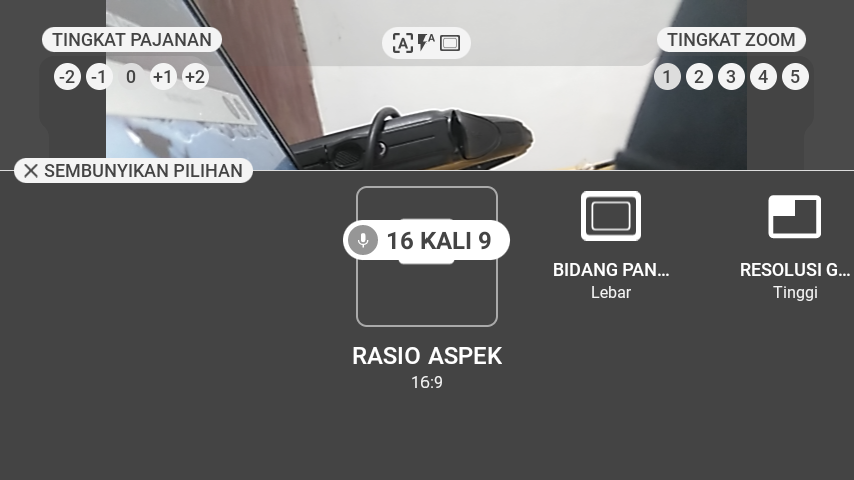 TINGKAT PAJANAN
TINGKAT ZOOM
-2 -1 0 +1 +2
1 2 3 4 5
SEMBUNYIKAN PILIHAN
16 KALI 9
RASIO ASPEK
16:9
BIDANG PAN...
Lebar
RESOLUSI G...
Tinggi